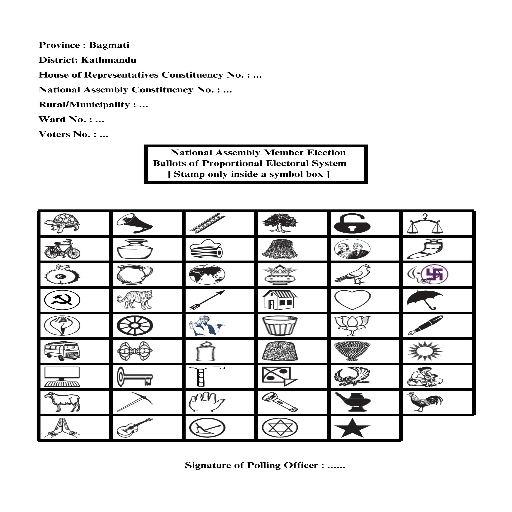 Province : Bagmati
District: Kathmandu
House of Representatives Constituency No. : ...
National Assembly Constituency No. : ...
Rural/Municipality : ...
Ward No. : ...
Voters No. : ...
National Assembly Member Election
Ballots of Proportional Electoral System
[ Stamp only inside a symbol box ]
Signature of Polling Officer : ......